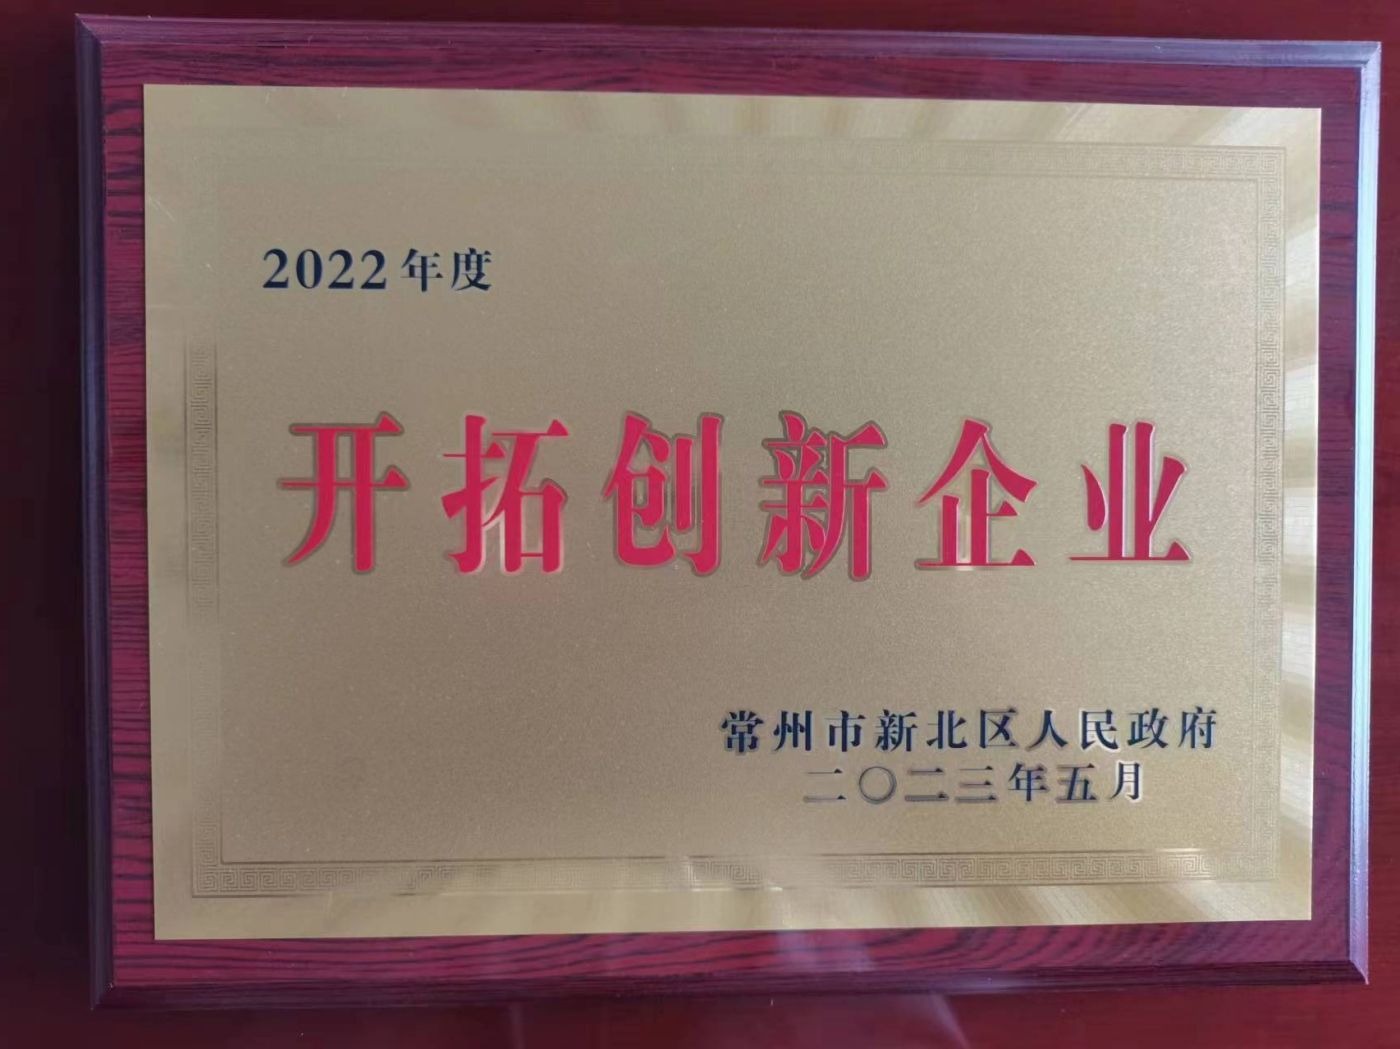 2022年度
开拓创新企业
常州市新北区人民政府
二〇二三年五月